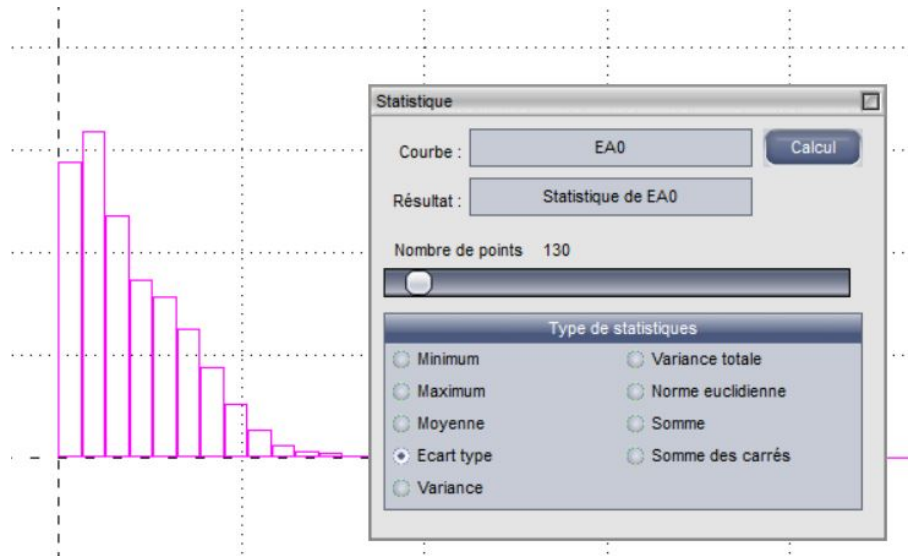 Statistique
Courbe : EA0 Calcul
Résultat : Statistique de EA0
Nombre de points 130
Type de statistiques
Minimum Variance totale
Maximum Norme euclidienne
Moyenne Somme
Ecart type Somme des carrés
Variance